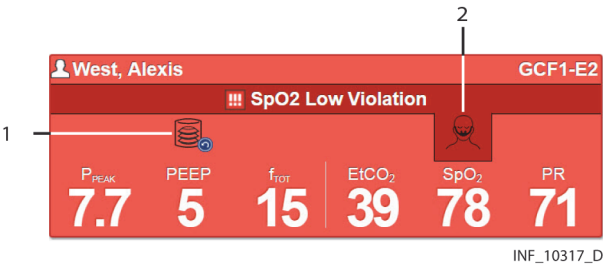 2
West, Alexis GCF1-E2
!!! SpO2 Low Violation
1
PPEAK PEEP fTOT EtCO2 SpO2 PR
7.7 5 15 39 78 71
INF_10317_D